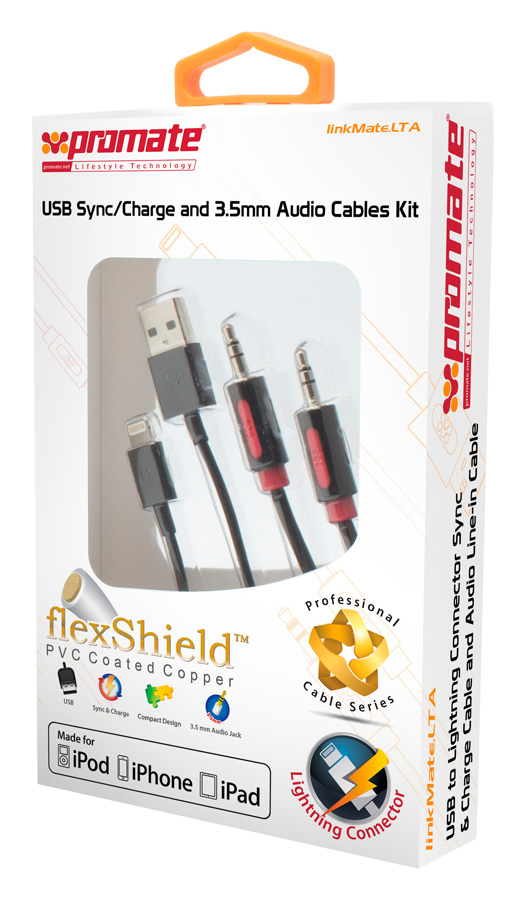 promate®
promate.net Lifestyle Technology
linkMate.LTA
USB Sync/Charge and 3.5mm Audio Cables Kit
flexShield™
PVC Coated Copper
USB
Sync & Charge
Compact Design
3.5 mm Audio Jack
Made for
iPod iPhone iPad
Professional
Cable Series
Lightning Connector
promate®
promate.net Lifestyle Technology
linkMate.LTA
USB to Lightning Connector Sync
& Charge Cable and Audio Line-in Cable